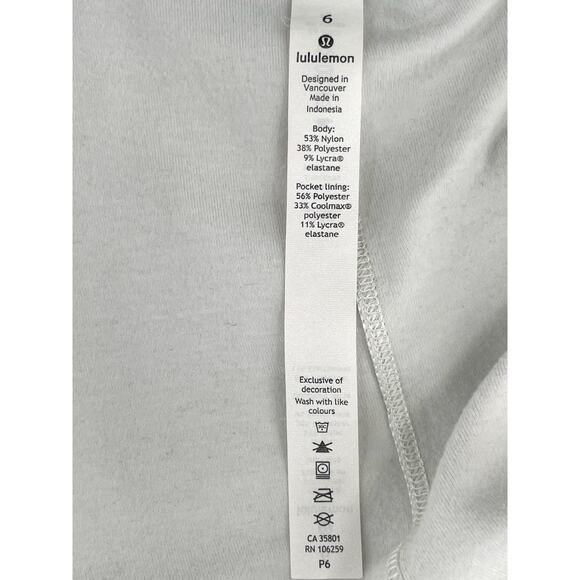 6
lululemon
Designed in
Vancouver
Made in
Indonesia
Body:
53% Nylon
38% Polyester
9% Lycra®
elastane
Pocket lining:
56% Polyester
33% Coolmax®
polyester
11% Lycra®
elastane
Exclusive of
decoration
Wash with like
colours
CA 35801
RN 106259
P6